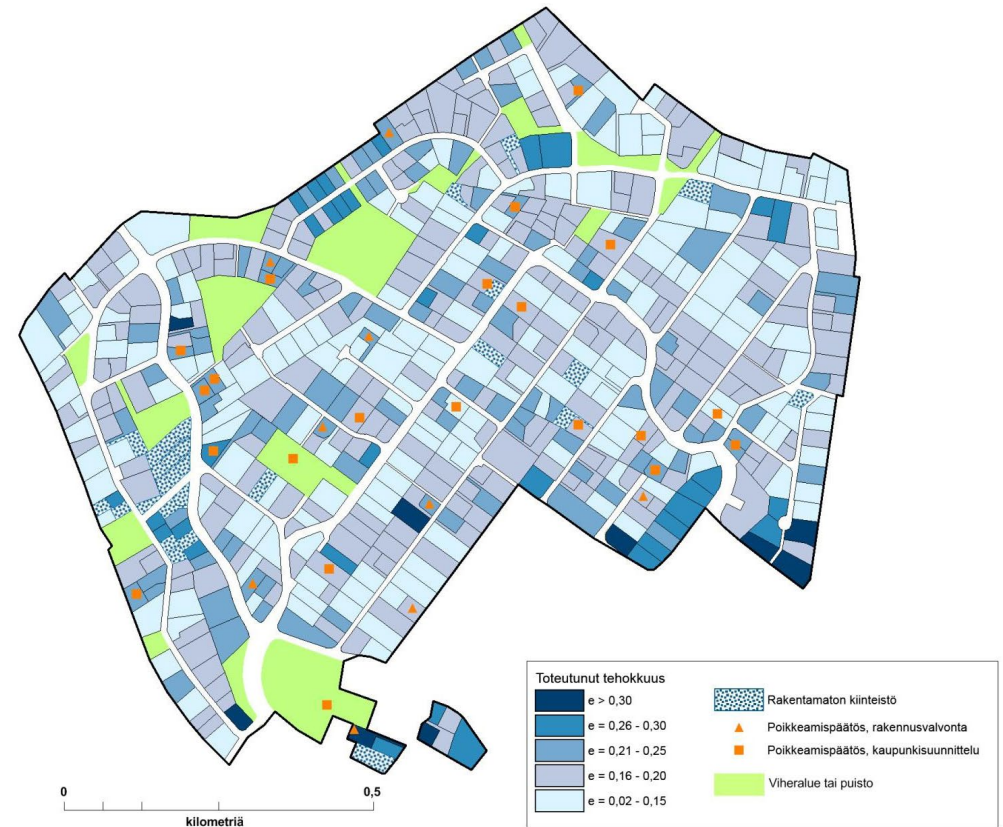 0
0,5
kilometriä
Toteutunut tehokkuus
e > 0,30
e = 0,26 - 0,30
e = 0,21 - 0,25
e = 0,16 - 0,20
e = 0,02 - 0,15
Rakentamaton kiinteistö
Poikkeamispäätös, rakennusvalvonta
Poikkeamispäätös, kaupunkisuunnittelu
Viheralue tai puisto